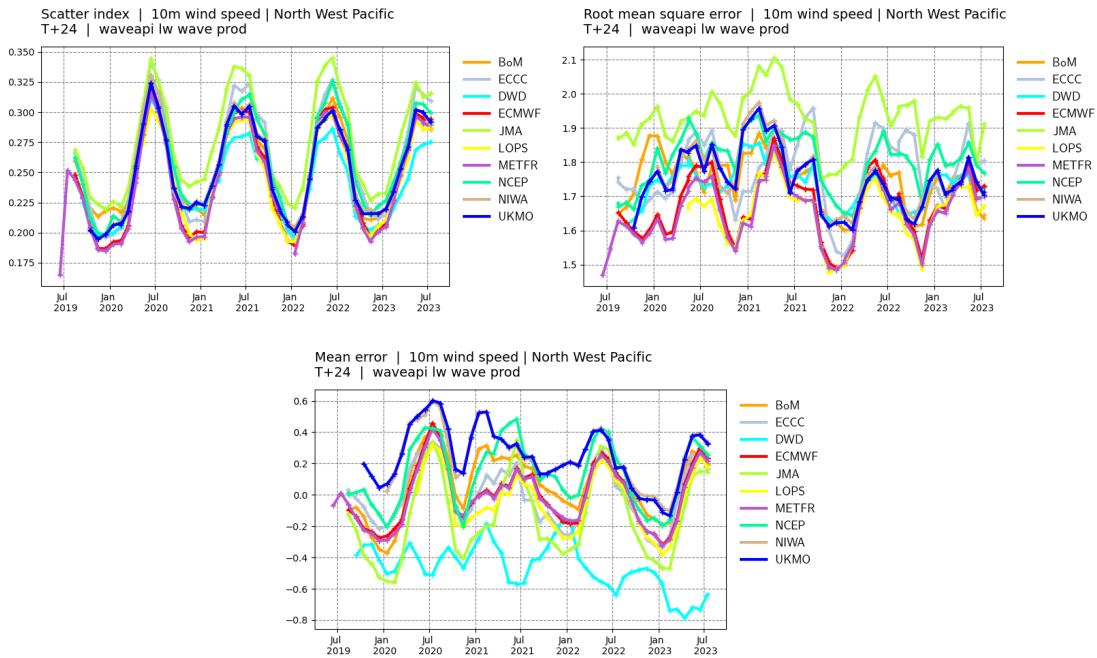 Scatter index | 10m wind speed | North West Pacific
T+24 | waveapi lw wave prod
0.350
0.325
0.300
0.275
0.250
0.225
0.200
0.175
Jul 2019
Jan 2020
Jul 2020
Jan 2021
Jul 2021
Jan 2022
Jul 2022
Jan 2023
Jul 2023
BoM
ECCC
DWD
ECMWF
JMA
LOPS
METFR
NCEP
NIWA
UKMO
Root mean square error | 10m wind speed | North West Pacific
T+24 | waveapi lw wave prod
2.1
2.0
1.9
1.8
1.7
1.6
1.5
Jul 2019
Jan 2020
Jul 2020
Jan 2021
Jul 2021
Jan 2022
Jul 2022
Jan 2023
Jul 2023
BoM
ECCC
DWD
ECMWF
JMA
LOPS
METFR
NCEP
NIWA
UKMO
Mean error | 10m wind speed | North West Pacific
T+24 | waveapi lw wave prod
0.6
0.4
0.2
0.0
−0.2
−0.4
−0.6
−0.8
Jul 2019
Jan 2020
Jul 2020
Jan 2021
Jul 2021
Jan 2022
Jul 2022
Jan 2023
Jul 2023
BoM
ECCC
DWD
ECMWF
JMA
LOPS
METFR
NCEP
NIWA
UKMO